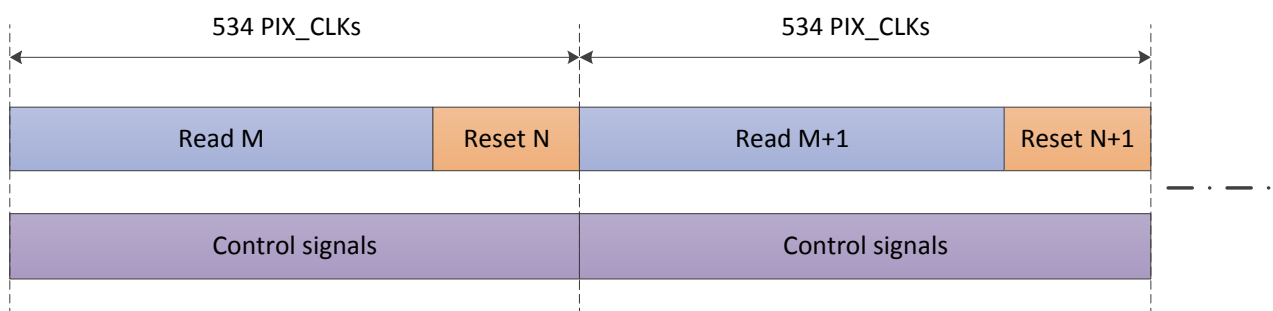 534 PIX_CLKs 534 PIX_CLKs
Read M Reset N Read M+1 Reset N+1
Control signals Control signals